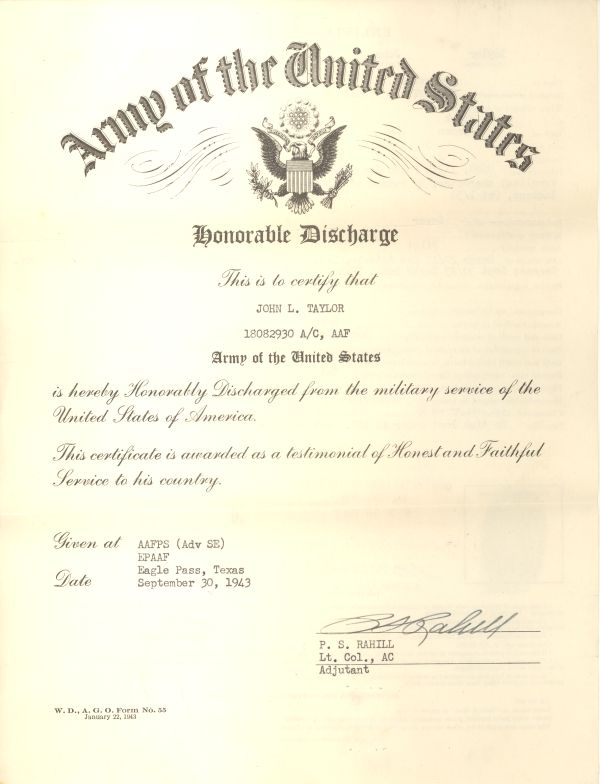 Army of the United States
Honorable Discharge
This is to certify that
JOHN L. TAYLOR
18082930 A/C, AAF
Army of the United States
is hereby Honorably Discharged from the military service of the
United States of America.
This certificate is awarded as a testimonial of Honest and Faithful
Service to his country.
Given at AAFPS (Adv SE)
EPAAF
Eagle Pass, Texas
Date September 30, 1943
P. S. Rahill
P. S. RAHILL
Lt. Col., AC
Adjutant
W. D., A. G. O. Form No. 55
January 22, 1943